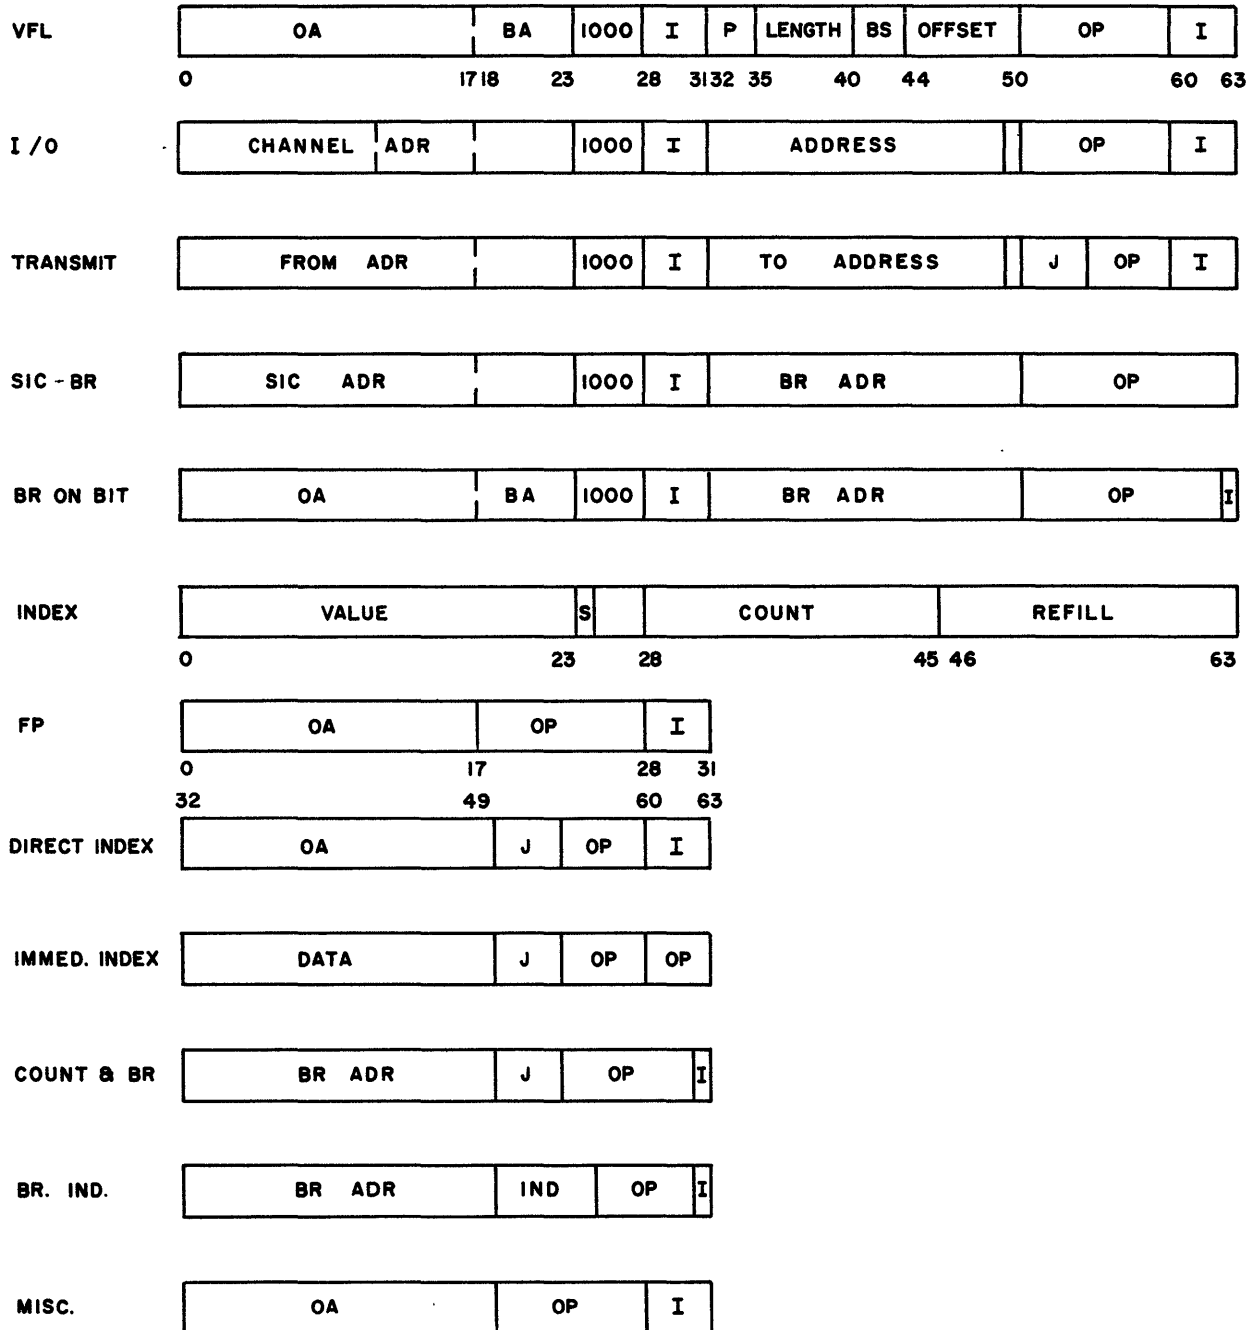 VFL OA BA 1000 I P LENGTH BS OFFSET OP I
0 17 18 23 28 31 32 35 40 44 50 60 63
I/O CHANNEL ADR 1000 I ADDRESS OP I
TRANSMIT FROM ADR 1000 I TO ADDRESS J OP I
SIC-BR SIC ADR 1000 I BR ADR OP
BR ON BIT OA BA 1000 I BR ADR OP I
INDEX VALUE S COUNT REFILL
0 23 28 45 46 63
FP OA OP I
0 17 28 31
32 49 60 63
DIRECT INDEX OA J OP I
IMMED. INDEX DATA J OP OP
COUNT & BR BR ADR J OP I
BR. IND. BR ADR IND OP I
MISC. OA OP I